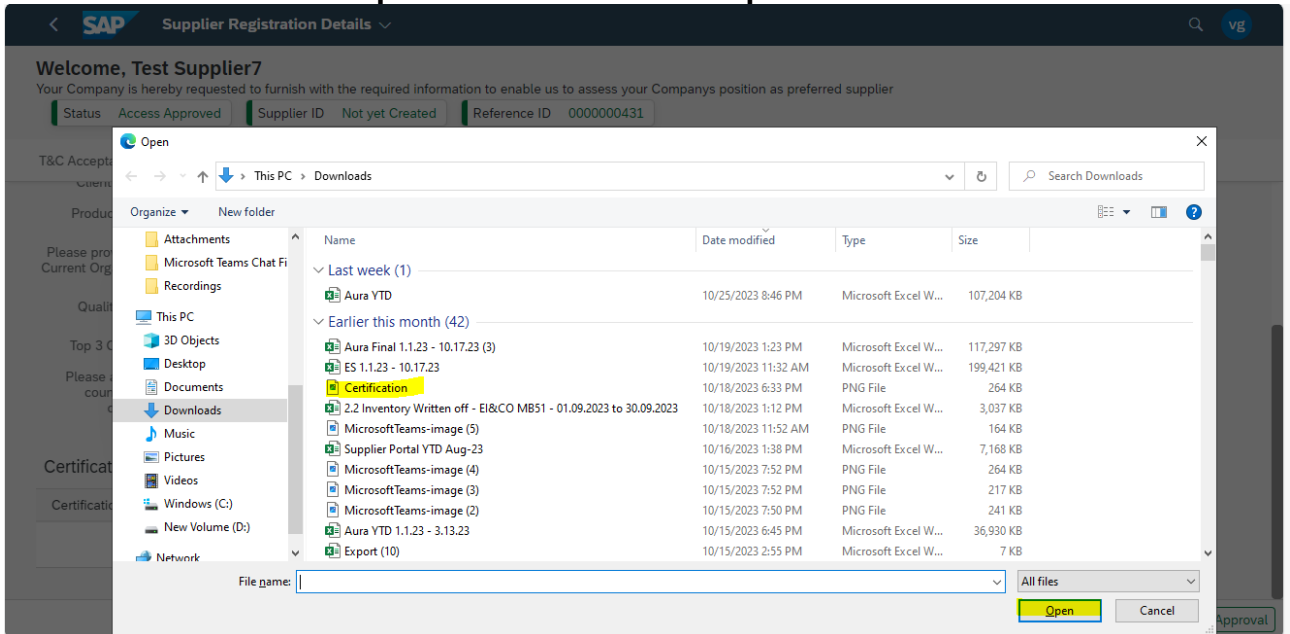 SAP Supplier Registration Details
vg
Welcome, Test Supplier7
Your Company is hereby requested to furnish with the required information to enable us to assess your Companys position as preferred supplier
Status Access Approved Supplier ID Not yet Created Reference ID 0000000431
Open
T&C Accepta
This PC > Downloads Search Downloads
Client
Produc Organize New folder
Name Date modified Type Size
Please pro
Current Org
Qualit
Top 3 C
Please a
coun
Certificat
Certificatio
Attachments
Microsoft Teams Chat Fi
Recordings
This PC
3D Objects
Desktop
Documents
Downloads
Music
Pictures
Videos
Windows (C:)
New Volume (D:)
Network
Last week (1)
Aura YTD 10/25/2023 8:46 PM Microsoft Excel W... 107,204 KB
Earlier this month (42)
Aura Final 1.1.23 - 10.17.23 (3) 10/19/2023 1:23 PM Microsoft Excel W... 117,297 KB
ES 1.1.23 - 10.17.23 10/19/2023 11:32 AM Microsoft Excel W... 199,421 KB
Certification 10/18/2023 6:33 PM PNG File 264 KB
2.2 Inventory Written off - EI&CO MB51 - 01.09.2023 to 30.09.2023 10/18/2023 1:12 PM Microsoft Excel W... 3,037 KB
MicrosoftTeams-image (5) 10/18/2023 11:52 AM PNG File 164 KB
Supplier Portal YTD Aug-23 10/16/2023 1:38 PM Microsoft Excel W... 7,168 KB
MicrosoftTeams-image (4) 10/15/2023 7:52 PM PNG File 264 KB
MicrosoftTeams-image (3) 10/15/2023 7:52 PM PNG File 217 KB
MicrosoftTeams-image (2) 10/15/2023 7:50 PM PNG File 241 KB
Aura YTD 1.1.23 - 3.13.23 10/15/2023 6:45 PM Microsoft Excel W... 36,930 KB
Export (10) 10/15/2023 2:55 PM Microsoft Excel W... 7 KB
File name: All files
Open Cancel
Approval